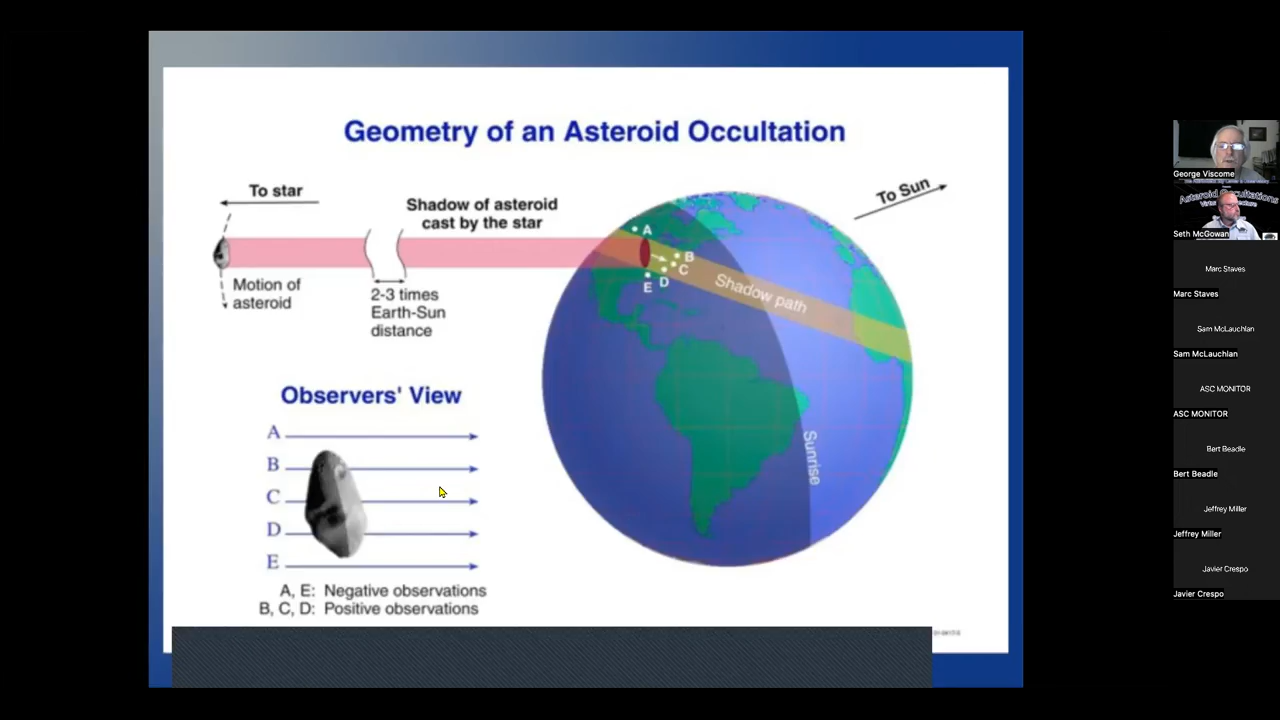 Geometry of an Asteroid Occultation
To star
Shadow of asteroid
cast by the star
To Sun
Motion of
asteroid
2-3 times
Earth-Sun
distance
A
B
C
D
E
Shadow path
Sunrise
Observers' View
A
B
C
D
E
A, E: Negative observations
B, C, D: Positive observations
George Viscome
Asteroid Occultations
Seth McGowan
Marc Staves
Marc Staves
Sam McLauchlan
Sam McLauchlan
ASC MONITOR
ASC MONITOR
Bert Beadle
Bert Beadle
Jeffrey Miller
Jeffrey Miller
Javier Crespo
Javier Crespo